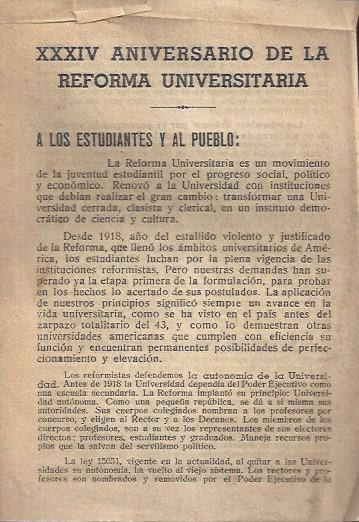 XXXIV ANIVERSARIO DE LA
REFORMA UNIVERSITARIA
A LOS ESTUDIANTES Y AL PUEBLO:
La Reforma Universitaria es un movimiento
de la juventud estudiantil por el progreso social, político
y económico. Renovó a la Universidad con instituciones
que debían realizar el gran cambio: transformar una Uni-
versidad cerrada, clasista y clerical, en un instituto demo-
crático de ciencia y cultura.
Desde 1918, año del estallido violento y justificado
de la Reforma, que llenó los ámbitos universitarios de Amé-
rica, los estudiantes luchan por la plena vigencia de las
instituciones reformistas. Pero nuestras demandas han su-
perado ya la etapa primera de la formulación, para probar
en los hechos lo acertado de sus postulados. La aplicación
de nuestros principios significó siempre un avance en la
vida universitaria, como se ha visto en el país antes del
zarpazo totalitario del 43, y como lo demuestran otras
universidades americanas que cumplen con eficiencia su
función y encuentran permanentes posibilidades de perfec-
cionamiento y elevación.
Los reformistas defendemos la autonomía de la Universi-
dad. Antes de 1918 la Universidad dependía del Poder Ejecutivo como
una escuela secundaria. La Reforma implantó su principio: Universi-
dad autónoma. Como una pequeña república, se dá a sí misma sus
autoridades. Sus cuerpos colegiados nombran a los profesores por
concurso, y eligen al Rector y a los Decanos. Los miembros de los
cuerpos colegiados, son a su vez los representantes de sus electores
directos: profesores, estudiantes y graduados. Maneja recursos pro-
pios que la salvan del servilismo político.
La ley 13031, vigente en la actualidad, al quitar a las Univer-
sidades su autonomía, ha vuelto al viejo sistema. Los rectores y pro-
fesores son nombrados y removidos por el Poder Ejecutivo de la